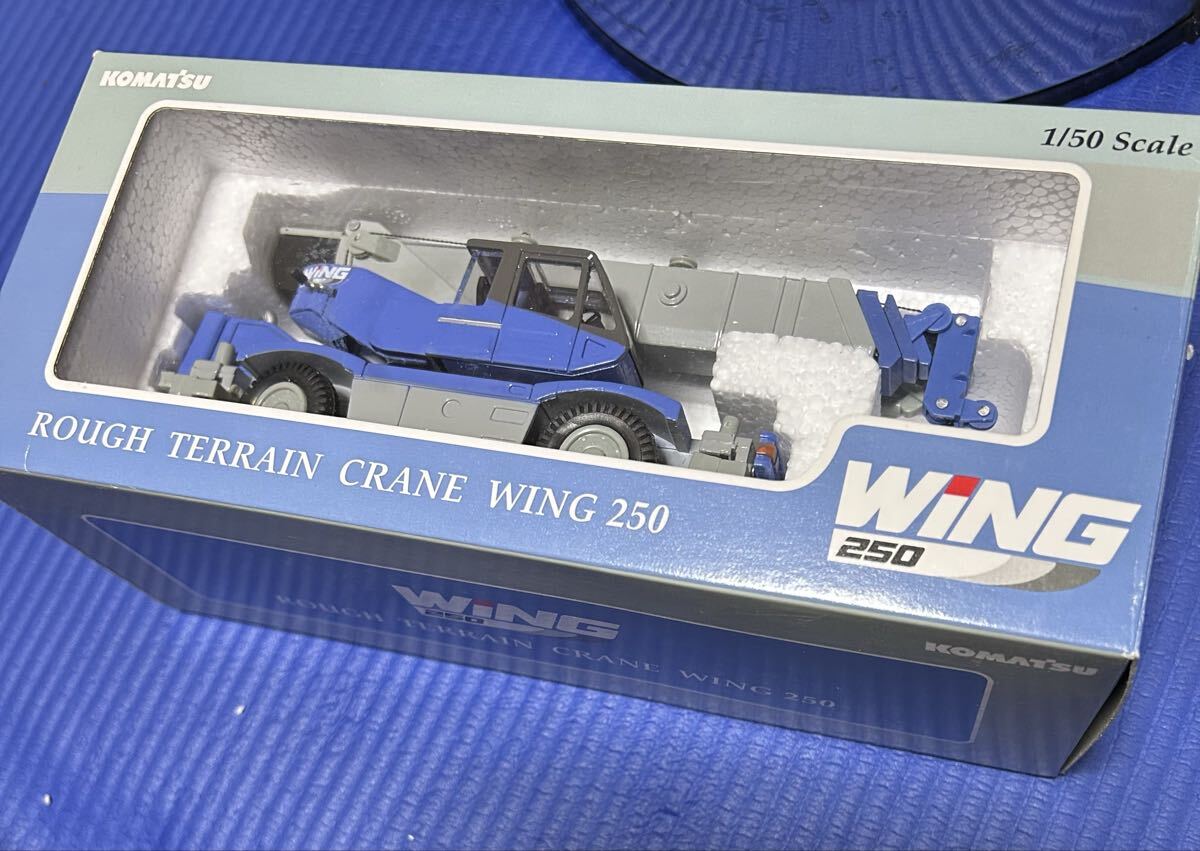 KOMATSU
1/50 Scale
WiNG
ROUGH TERRAIN CRANE WING 250
WiNG
250
WiNG
250
ROUGH TERRAIN CRANE WING 250
KOMATSU